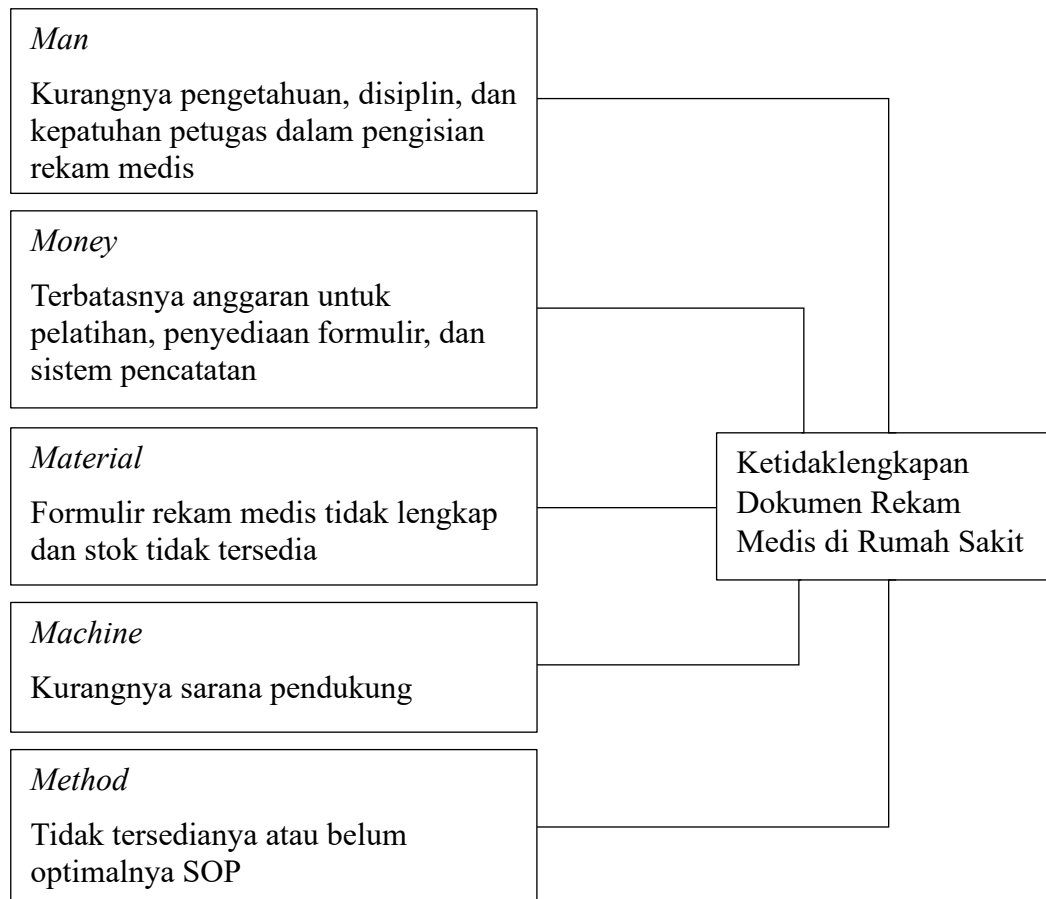 Man
Kurangnya pengetahuan, disiplin, dan
kepatuhan petugas dalam pengisian
rekam medis
Money
Terbatasnya anggaran untuk
pelatihan, penyediaan formulir, dan
sistem pencatatan
Material
Formulir rekam medis tidak lengkap
dan stok tidak tersedia
Machine
Kurangnya sarana pendukung
Method
Tidak tersedianya atau belum
optimalnya SOP
Ketidaklengkapan
Dokumen Rekam
Medis di Rumah Sakit